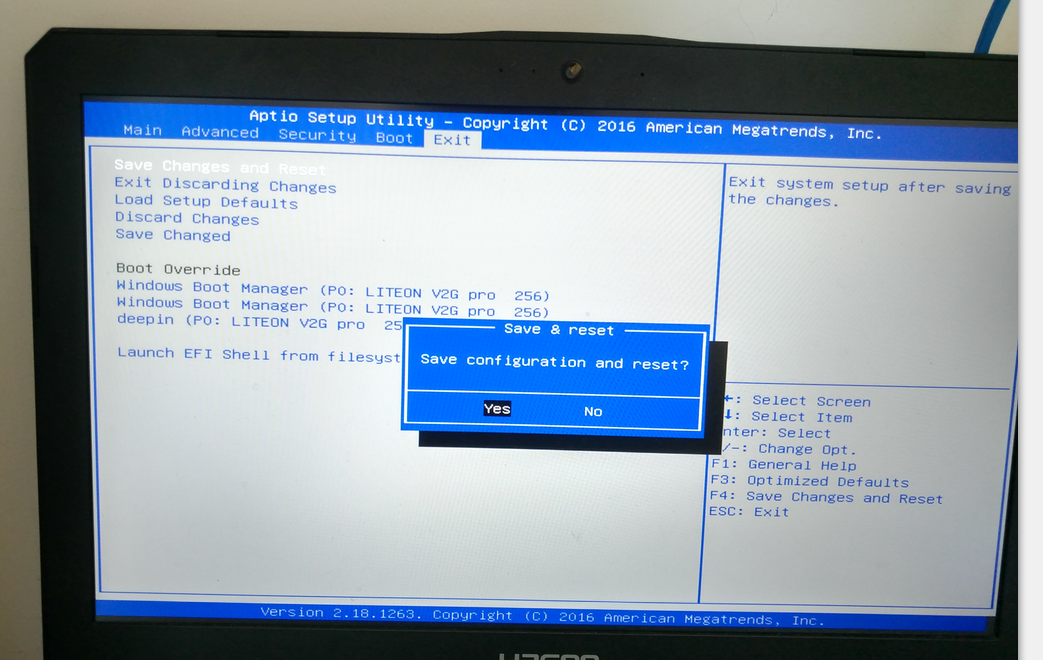 Aptio Setup Utility – Copyright (C) 2016 American Megatrends, Inc.
Main Advanced Security Boot Exit
Save Changes and Reset
Exit Discarding Changes
Load Setup Defaults
Discard Changes
Save Changed
Boot Override
Windows Boot Manager (P0: LITEON V2G pro 256)
Windows Boot Manager (P0: LITEON V2G pro 256)
deepin (P0: LITEON V2G pro 25
Launch EFI Shell from filesyst
Save & reset
Save configuration and reset?
Yes No
Exit system setup after saving
the changes.
←: Select Screen
↓: Select Item
nter: Select
/–: Change Opt.
F1: General Help
F3: Optimized Defaults
F4: Save Changes and Reset
ESC: Exit
Version 2.18.1263. Copyright (C) 2016 American Megatrends, Inc.